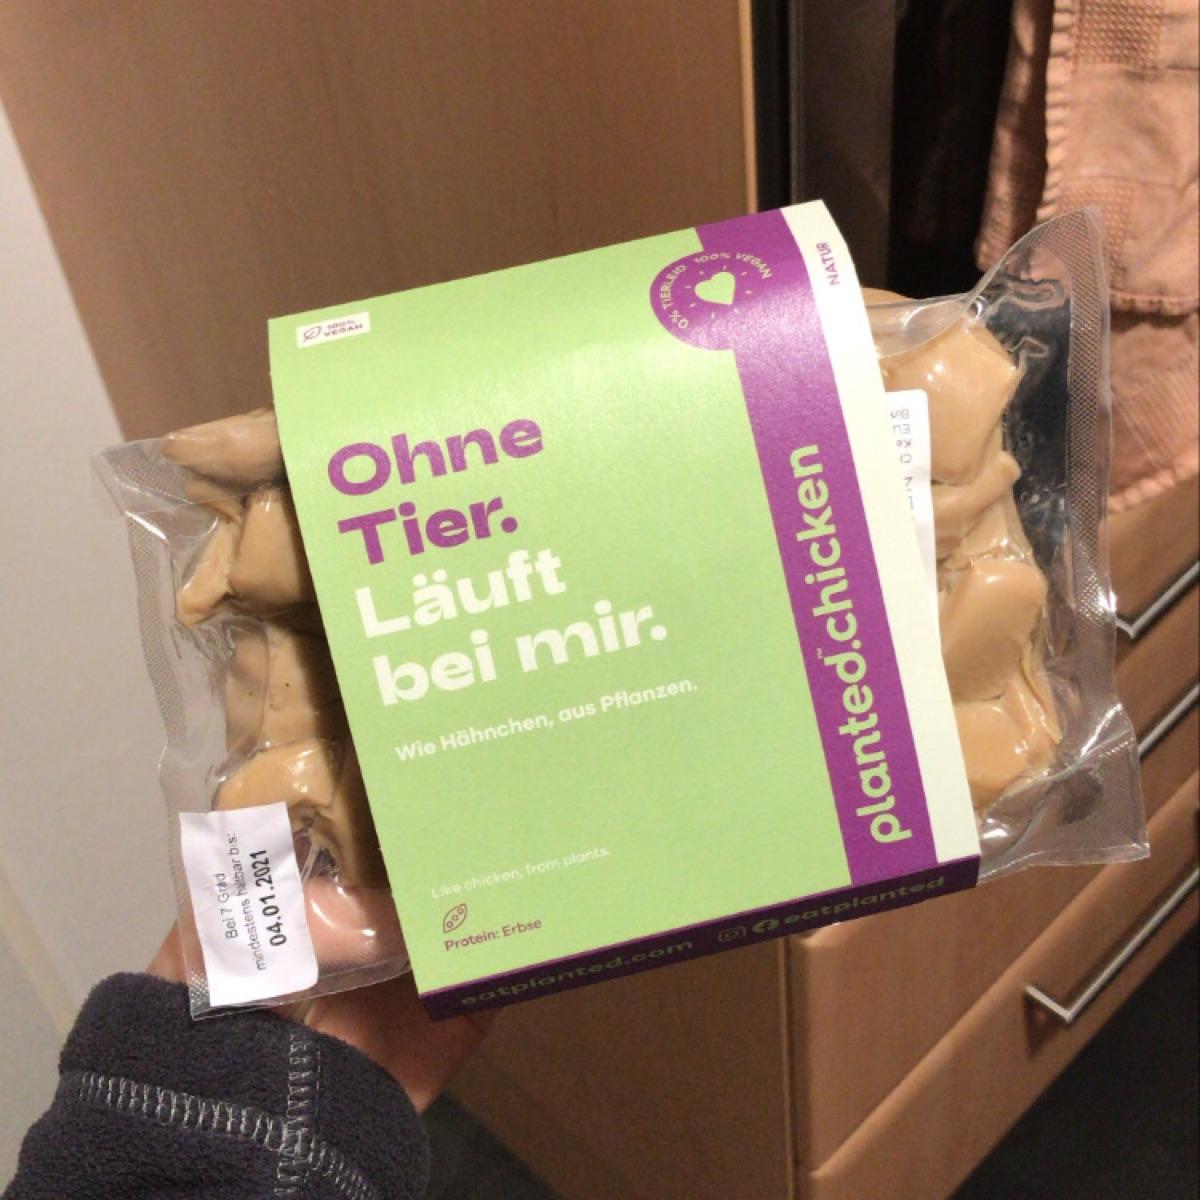 100%
VEGAN
0% TIERLEID 100% VEGAN
NATUR
Ohne
Tier.
Läuft
bei mir.
Wie Hähnchen, aus Pflanzen.
planted.™chicken
Like chicken, from plants.
Protein: Erbse
eatplanted.com eatplanted
Bei 7 Grad
mindestens haltbar bis:
04.01.2021